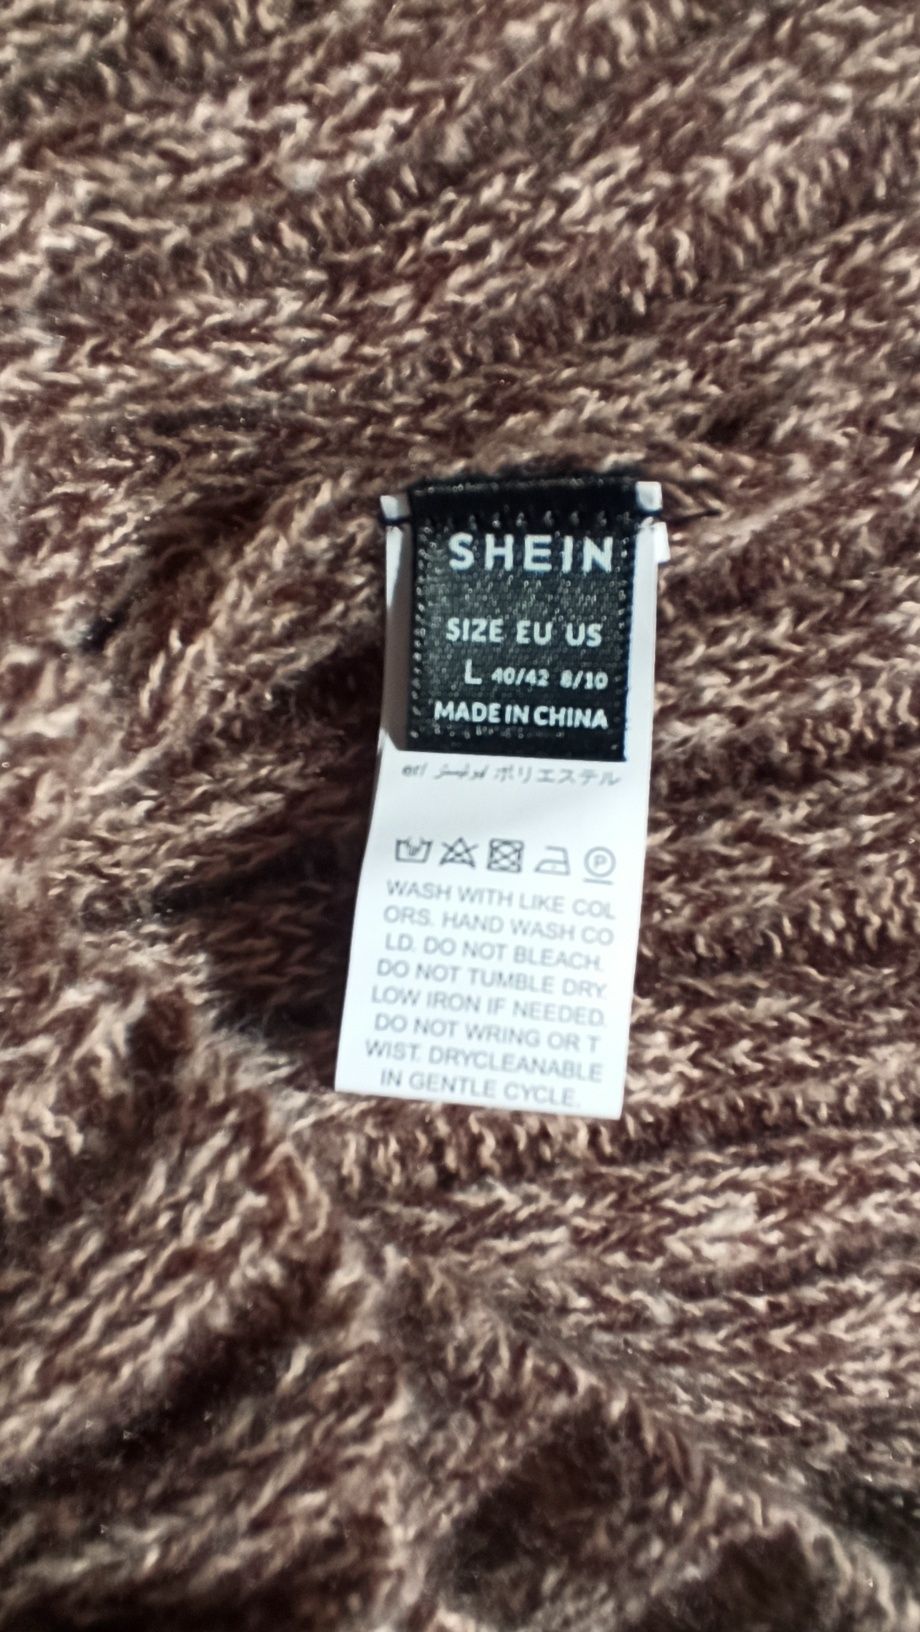 SHEIN
SIZE EU US
L 40/42 8/10
MADE IN CHINA
بوليستر ポリエステル
WASH WITH LIKE COL
ORS. HAND WASH CO
LD. DO NOT BLEACH.
DO NOT TUMBLE DRY.
LOW IRON IF NEEDED.
DO NOT WRING OR T
WIST. DRYCLEANABLE
IN GENTLE CYCLE.